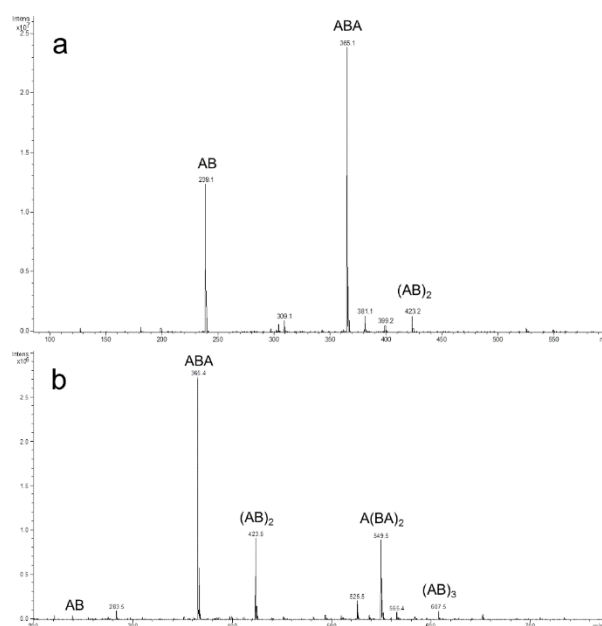 Intens
x10⁷
a
ABA
365.1
2.5
2.0
1.5
AB
239.1
1.0
(AB)₂
0.5
309.1
381.1
399.2
423.2
0.0
100
150
200
250
300
350
400
450
500
550
Intens
b
ABA
365.4
2.5
2.0
1.5
1.0
(AB)₂
423.5
A(BA)₂
549.5
0.5
AB
283.5
(AB)₃
607.5
0.0